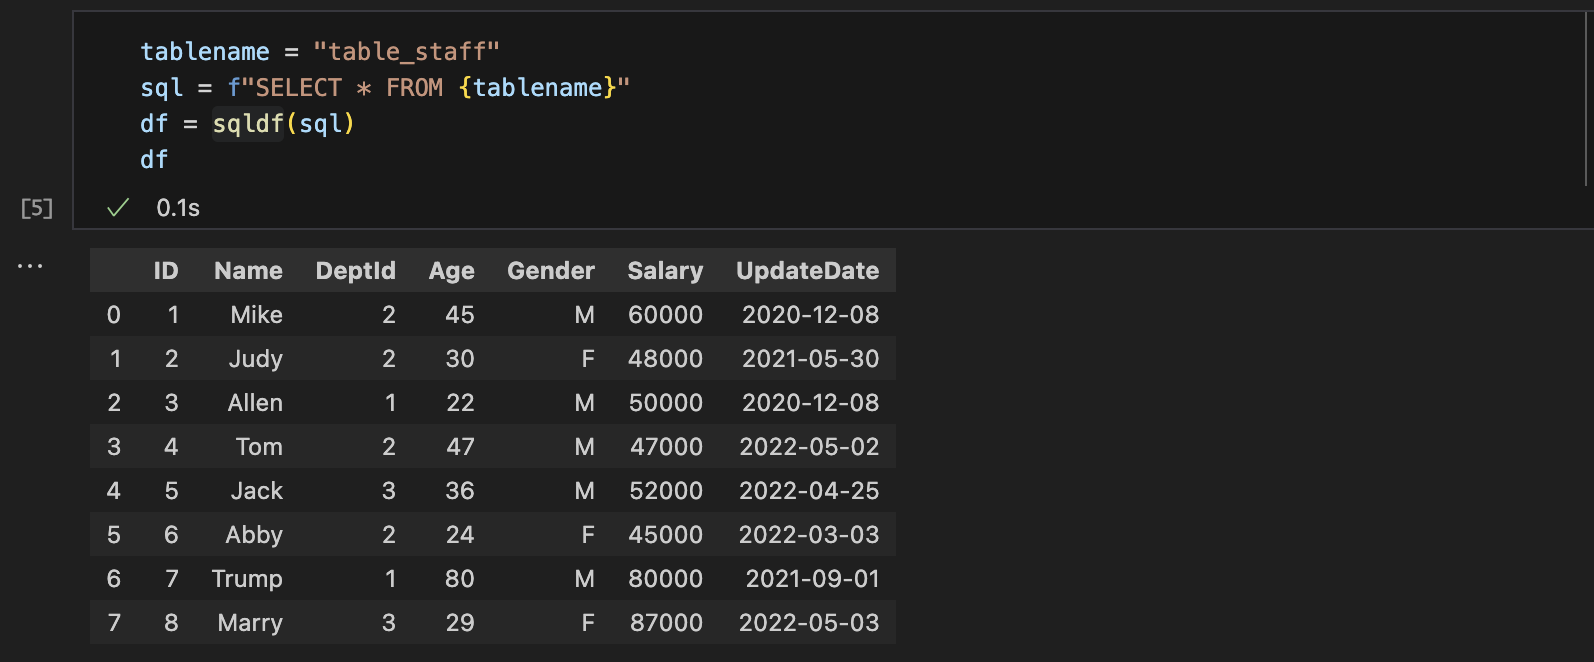 tablename = "table_staff"
sql = f"SELECT * FROM {tablename}"
df = sqldf(sql)
df
[5] ✓ 0.1s
...
ID Name DeptId Age Gender Salary UpdateDate
0 1 Mike 2 45 M 60000 2020-12-08
1 2 Judy 2 30 F 48000 2021-05-30
2 3 Allen 1 22 M 50000 2020-12-08
3 4 Tom 2 47 M 47000 2022-05-02
4 5 Jack 3 36 M 52000 2022-04-25
5 6 Abby 2 24 F 45000 2022-03-03
6 7 Trump 1 80 M 80000 2021-09-01
7 8 Marry 3 29 F 87000 2022-05-03